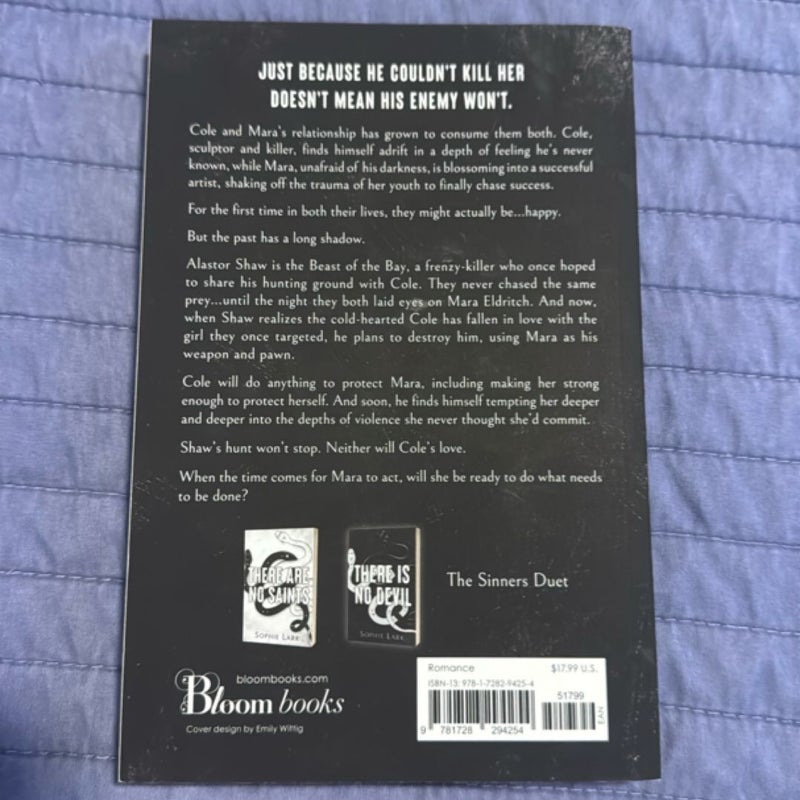 JUST BECAUSE HE COULDN'T KILL HER
DOESN'T MEAN HIS ENEMY WON'T.
Cole and Mara's relationship has grown to consume them both. Cole,
sculptor and killer, finds himself adrift in a depth of feeling he's never
known, while Mara, unafraid of his darkness, is blossoming into a successful
artist, shaking off the trauma of her youth to finally chase success.
For the first time in both their lives, they might actually be...happy.
But the past has a long shadow.
Alastor Shaw is the Beast of the Bay, a frenzy-killer who once hoped
to share his hunting ground with Cole. They never chased the same
prey...until the night they both laid eyes on Mara Eldritch. And now,
when Shaw realizes the cold-hearted Cole has fallen in love with the
girl they once targeted, he plans to destroy him, using Mara as his
weapon and pawn.
Cole will do anything to protect Mara, including making her strong
enough to protect herself. And soon, he finds himself tempting her deeper
and deeper into the depths of violence she never thought she'd commit.
Shaw's hunt won't stop. Neither will Cole's love.
When the time comes for Mara to act, will she be ready to do what needs
to be done?
THERE ARE
NO SAINTS
SOPHIE LARK
THERE IS
NO DEVIL
SOPHIE LARK
The Sinners Duet
bloombooks.com
Bloom books
Cover design by Emily Wittig
Romance $17.99 U.S.
ISBN-13: 978-1-7282-9425-4
51799
EAN
9 781728 294254